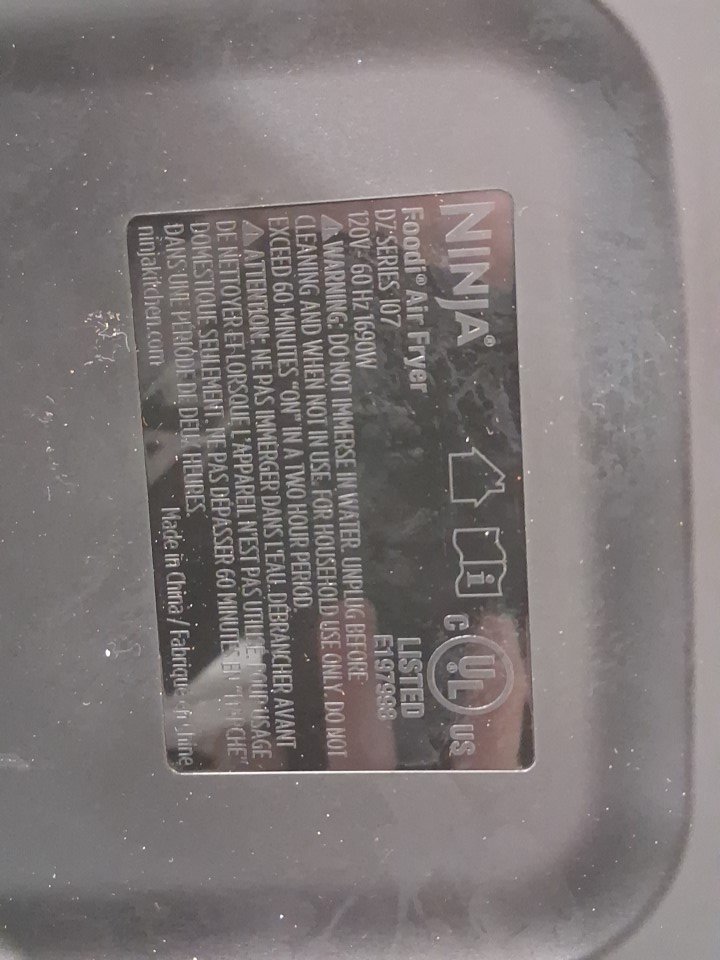 NINJA®
Foodi® Air Fryer
DZ SERIES 107
120V~ 60 Hz 1690W
C UL US
LISTED
E197988
⚠ WARNING: DO NOT IMMERSE IN WATER. UNPLUG BEFORE
CLEANING AND WHEN NOT IN USE. FOR HOUSEHOLD USE ONLY. DO NOT
EXCEED 60 MINUTES "ON" IN A TWO HOUR PERIOD.
⚠ ATTENTION: NE PAS IMMERGER DANS L'EAU. DÉBRANCHER AVANT
DE NETTOYER ET LORSQUE L'APPAREIL N'EST PAS UTILISÉ. POUR USAGE
DOMESTIQUE SEULEMENT. NE PAS DÉPASSER 60 MINUTES EN "MARCHE"
DANS UNE PÉRIODE DE DEUX HEURES.
ninjakitchen.com
Made in China / Fabriqué en Chine